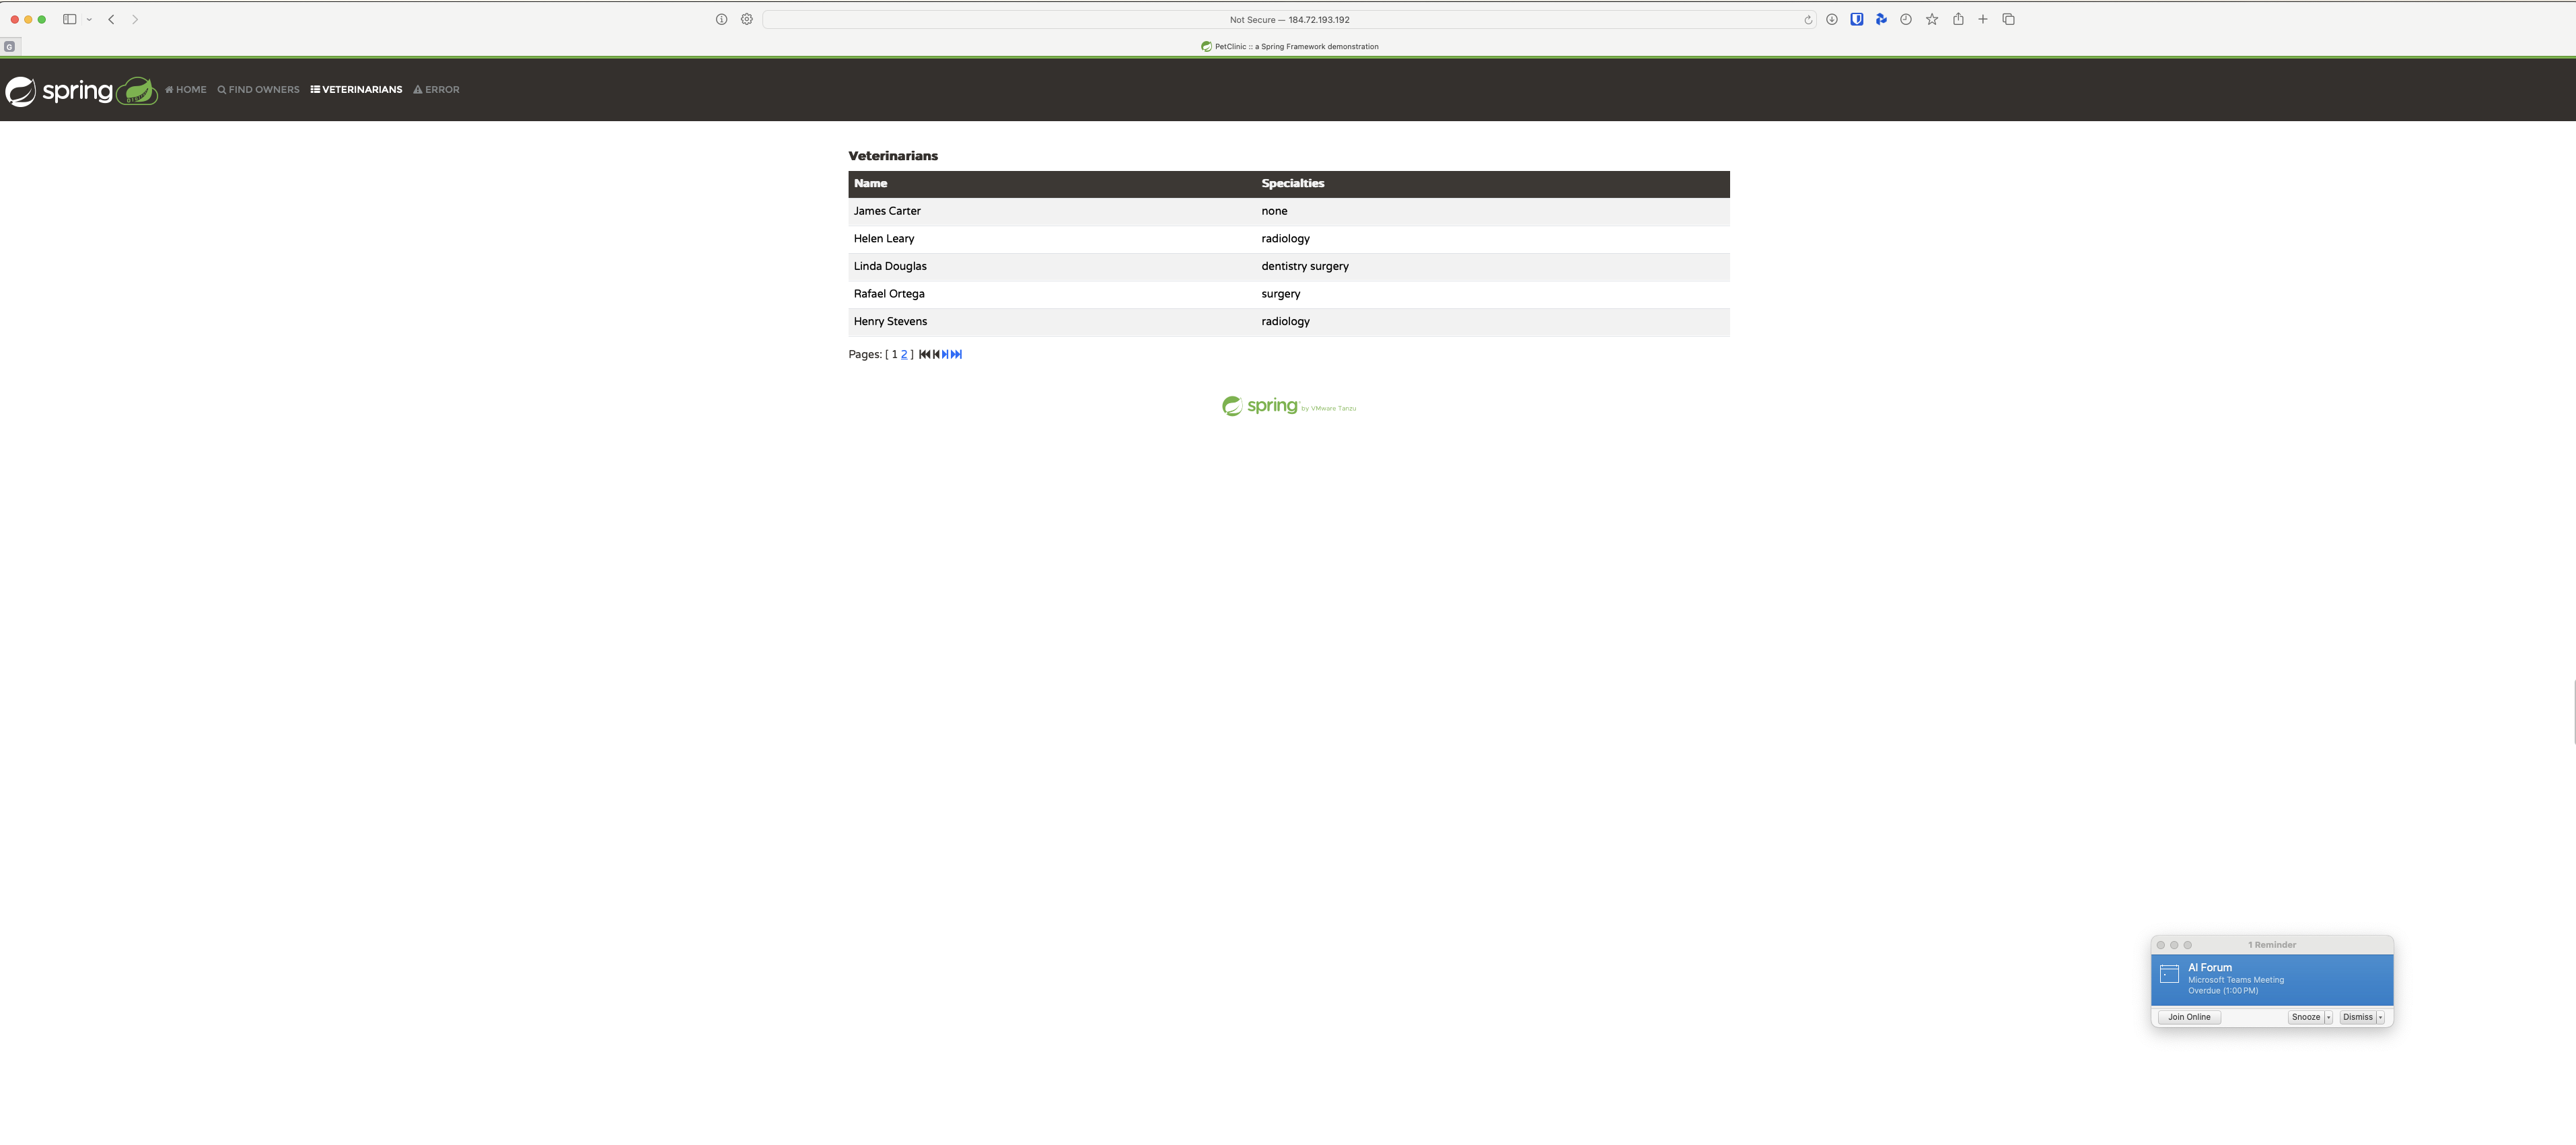 Not Secure — 184.72.193.192
G
PetClinic :: a Spring Framework demonstration
spring HOME FIND OWNERS VETERINARIANS ERROR
Veterinarians
Name Specialties
James Carter none
Helen Leary radiology
Linda Douglas dentistry surgery
Rafael Ortega surgery
Henry Stevens radiology
Pages: [ 1 2 ]
spring by VMware Tanzu
1 Reminder
AI Forum
Microsoft Teams Meeting
Overdue (1:00 PM)
Join Online Snooze Dismiss